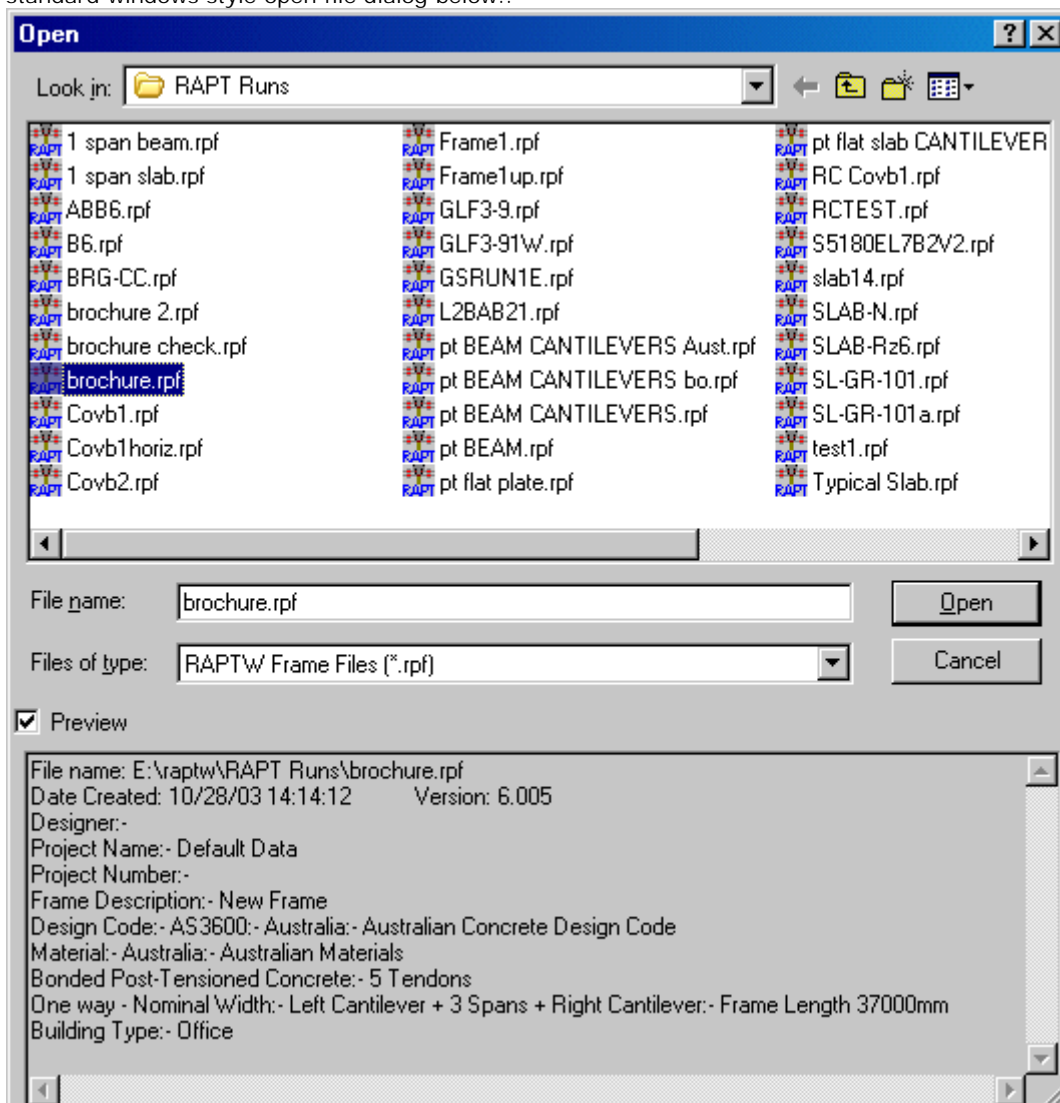 standard windows style open file dialog below..
Open
Look in: RAPT Runs
1 span beam.rpf
1 span slab.rpf
ABB6.rpf
B6.rpf
BRG-CC.rpf
brochure 2.rpf
brochure check.rpf
brochure.rpf
Covb1.rpf
Covb1horiz.rpf
Covb2.rpf
Frame1.rpf
Frame1up.rpf
GLF3-9.rpf
GLF3-91W.rpf
GSRUN1E.rpf
L2BAB21.rpf
pt BEAM CANTILEVERS Aust.rpf
pt BEAM CANTILEVERS bo.rpf
pt BEAM CANTILEVERS.rpf
pt BEAM.rpf
pt flat plate.rpf
pt flat slab CANTILEVER
RC Covb1.rpf
RCTEST.rpf
S5180EL7B2V2.rpf
slab14.rpf
SLAB-N.rpf
SLAB-Rz6.rpf
SL-GR-101.rpf
SL-GR-101a.rpf
test1.rpf
Typical Slab.rpf
File name: brochure.rpf Open
Files of type: RAPTW Frame Files (*.rpf) Cancel
Preview
File name: E:\raptw\RAPT Runs\brochure.rpf
Date Created: 10/28/03 14:14:12 Version: 6.005
Designer:-
Project Name:- Default Data
Project Number:-
Frame Description:- New Frame
Design Code:- AS3600:- Australia:- Australian Concrete Design Code
Material:- Australia:- Australian Materials
Bonded Post-Tensioned Concrete:- 5 Tendons
One way - Nominal Width:- Left Cantilever + 3 Spans + Right Cantilever:- Frame Length 37000mm
Building Type:- Office